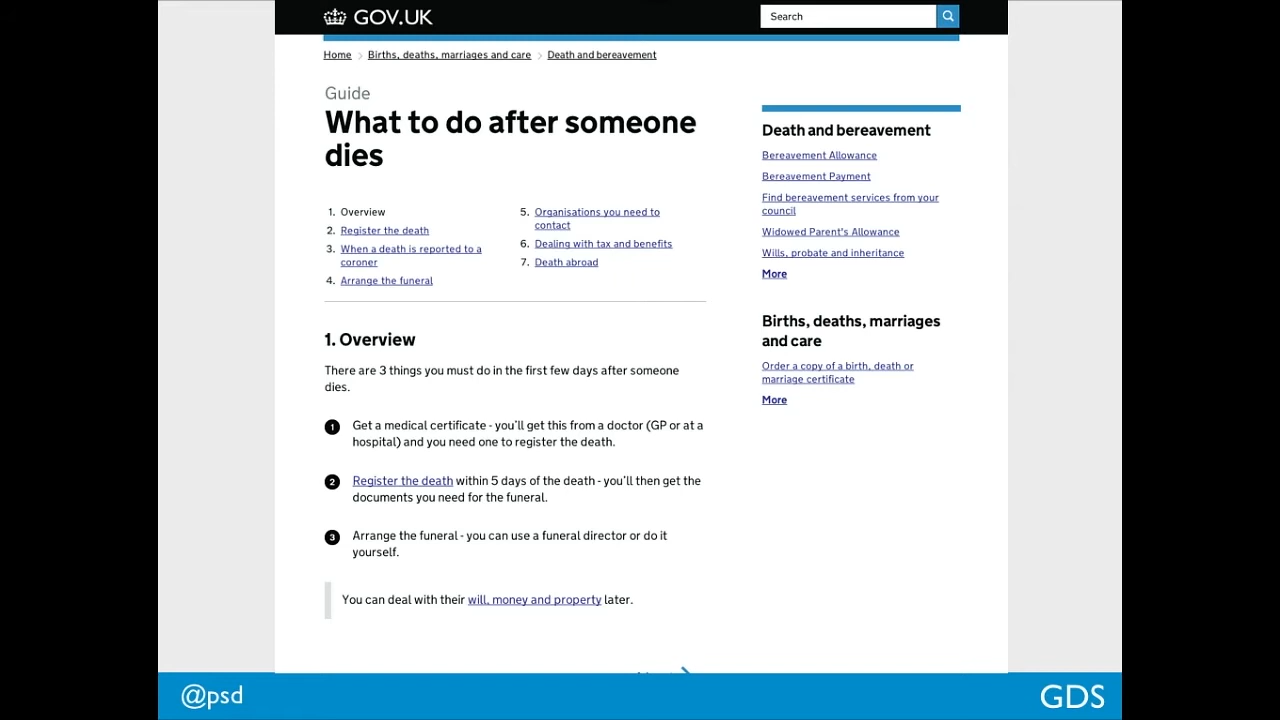 GOV.UK
Search
Home > Births, deaths, marriages and care > Death and bereavement
Guide
What to do after someone
dies
1. Overview
2. Register the death
3. When a death is reported to a
coroner
4. Arrange the funeral
5. Organisations you need to
contact
6. Dealing with tax and benefits
7. Death abroad
1. Overview
There are 3 things you must do in the first few days after someone
dies.
1 Get a medical certificate - you'll get this from a doctor (GP or at a
hospital) and you need one to register the death.
2 Register the death within 5 days of the death - you'll then get the
documents you need for the funeral.
3 Arrange the funeral - you can use a funeral director or do it
yourself.
You can deal with their will, money and property later.
Death and bereavement
Bereavement Allowance
Bereavement Payment
Find bereavement services from your
council
Widowed Parent's Allowance
Wills, probate and inheritance
More
Births, deaths, marriages
and care
Order a copy of a birth, death or
marriage certificate
More
@psd
GDS